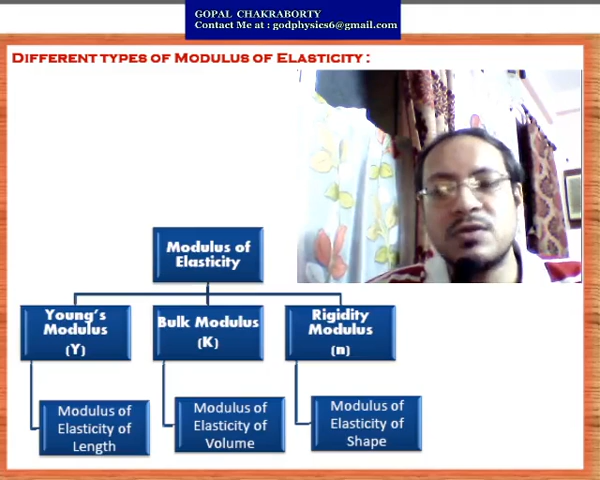 GOPAL CHAKRABORTY
Contact Me at : godphysics6@gmail.com
DIFFERENT TYPES OF MODULUS OF ELASTICITY :
Modulus of
Elasticity
Young's
Modulus
(Y)
Bulk Modulus
(K)
Rigidity
Modulus
(n)
Modulus of
Elasticity of
Length
Modulus of
Elasticity of
Volume
Modulus of
Elasticity of
Shape